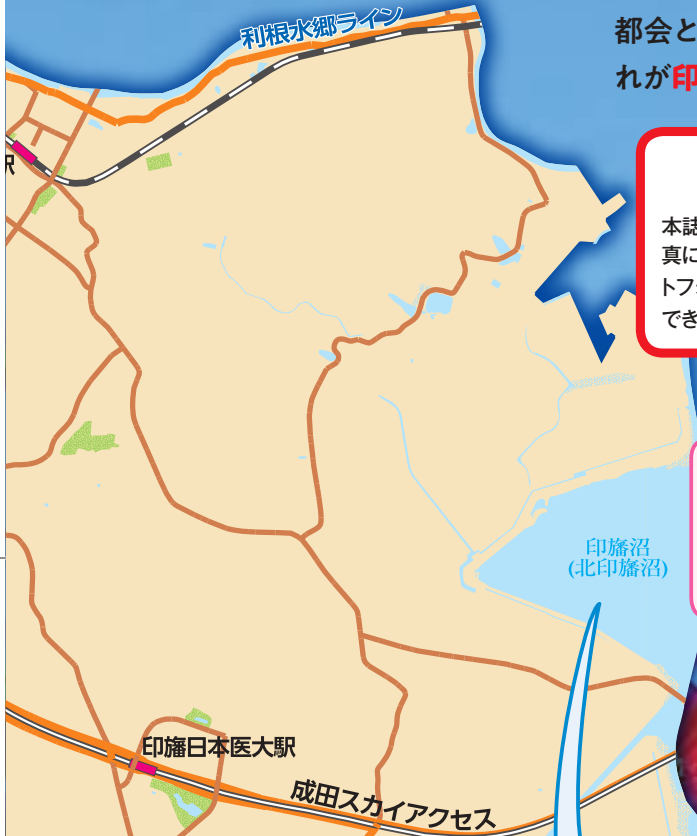 利根水郷ライン
都会と
れが印
駅
本誌
真に
トフ
でき
印旛沼
(北印旛沼)
印旛日本医大駅
成田スカイアクセス